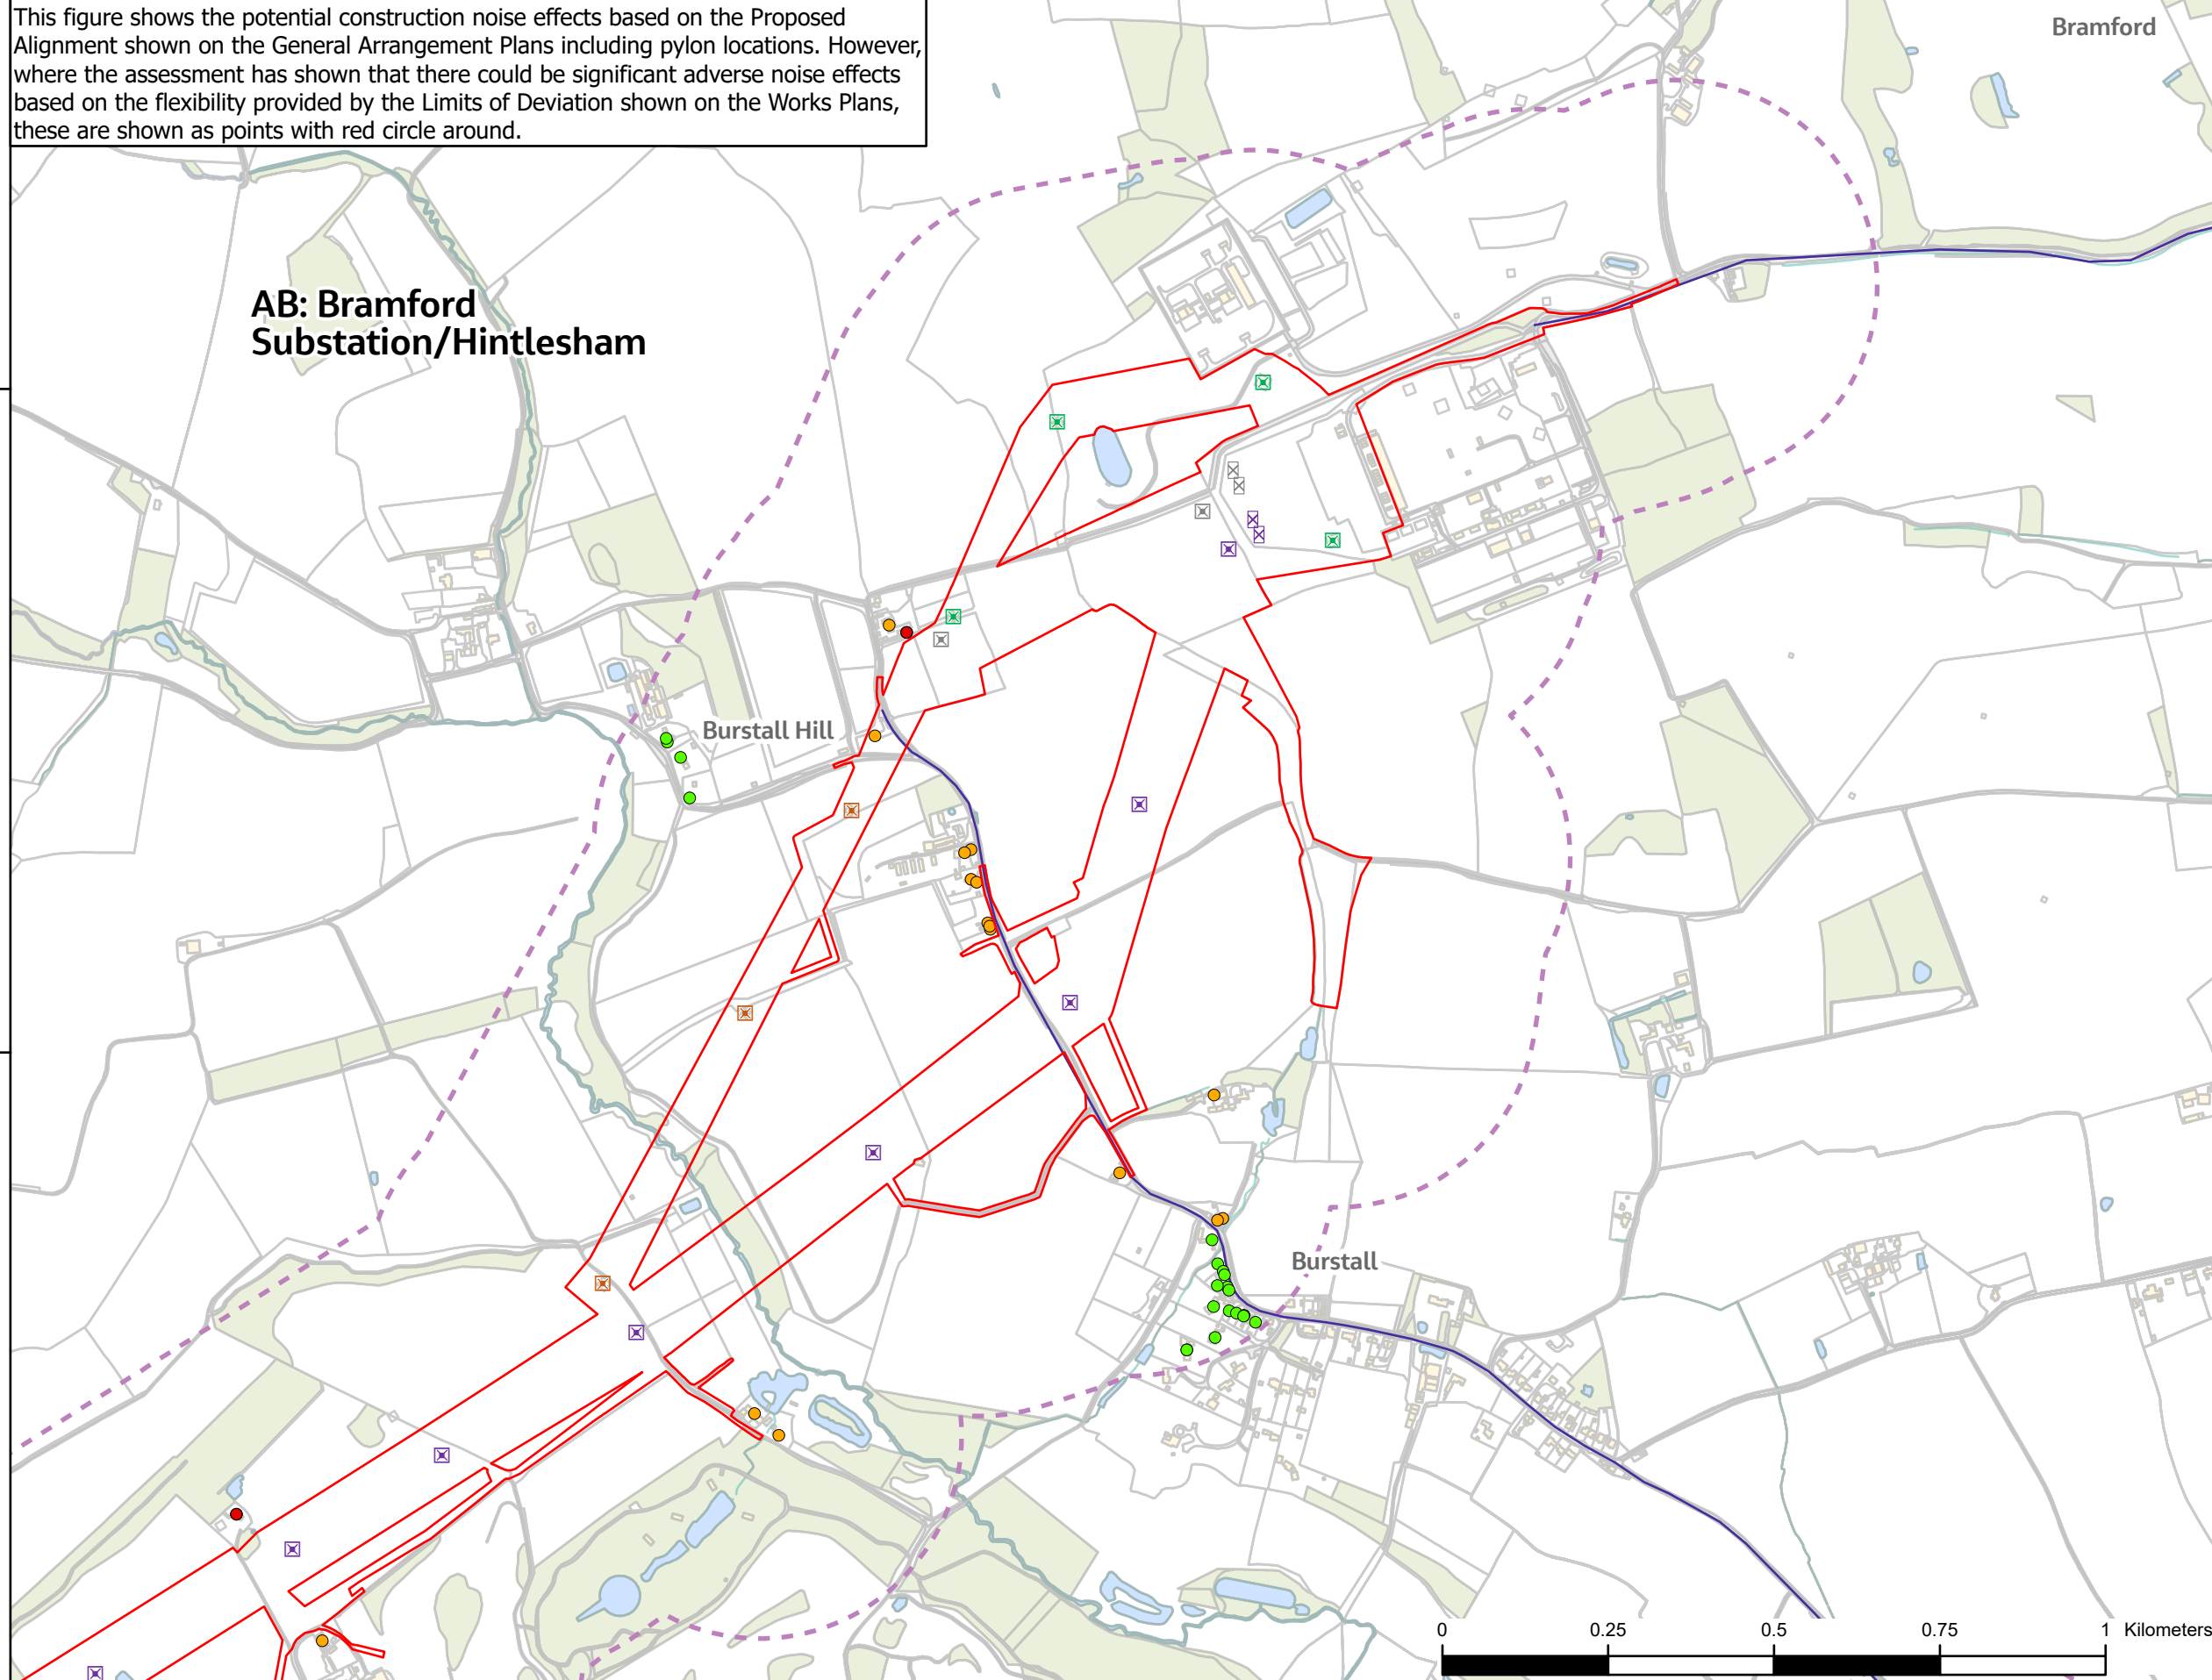 This figure shows the potential construction noise effects based on the Proposed
Alignment shown on the General Arrangement Plans including pylon locations. However,
where the assessment has shown that there could be significant adverse noise effects
based on the flexibility provided by the Limits of Deviation shown on the Works Plans,
these are shown as points with red circle around.
Bramford
AB: Bramford
Substation/Hintlesham
Burstall Hill
Burstall
0 0.25 0.5 0.75 1 Kilometers